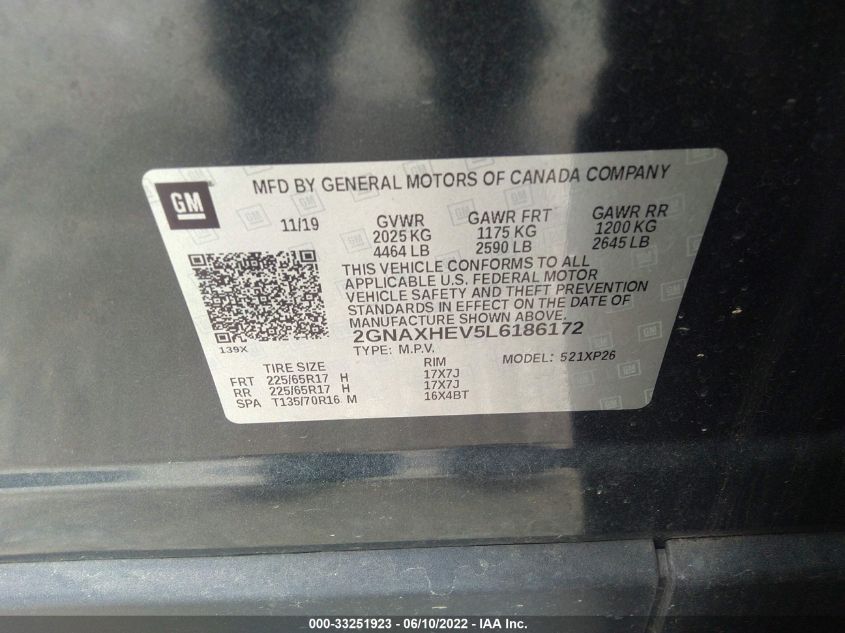 GM
MFD BY GENERAL MOTORS OF CANADA COMPANY
11/19
GVWR
2025 KG
4464 LB
GAWR FRT
1175 KG
2590 LB
GAWR RR
1200 KG
2645 LB
THIS VEHICLE CONFORMS TO ALL
APPLICABLE U.S. FEDERAL MOTOR
VEHICLE SAFETY AND THEFT PREVENTION
STANDARDS IN EFFECT ON THE DATE OF
MANUFACTURE SHOWN ABOVE.
2GNAXHEV5L6186172
TYPE: M.P.V.
MODEL: 521XP26
139X
TIRE SIZE
RIM
FRT 225/65R17 H 17X7J
RR 225/65R17 H 17X7J
SPA T135/70R16 M 16X4BT
000-33251923 - 06/10/2022 - IAA Inc.